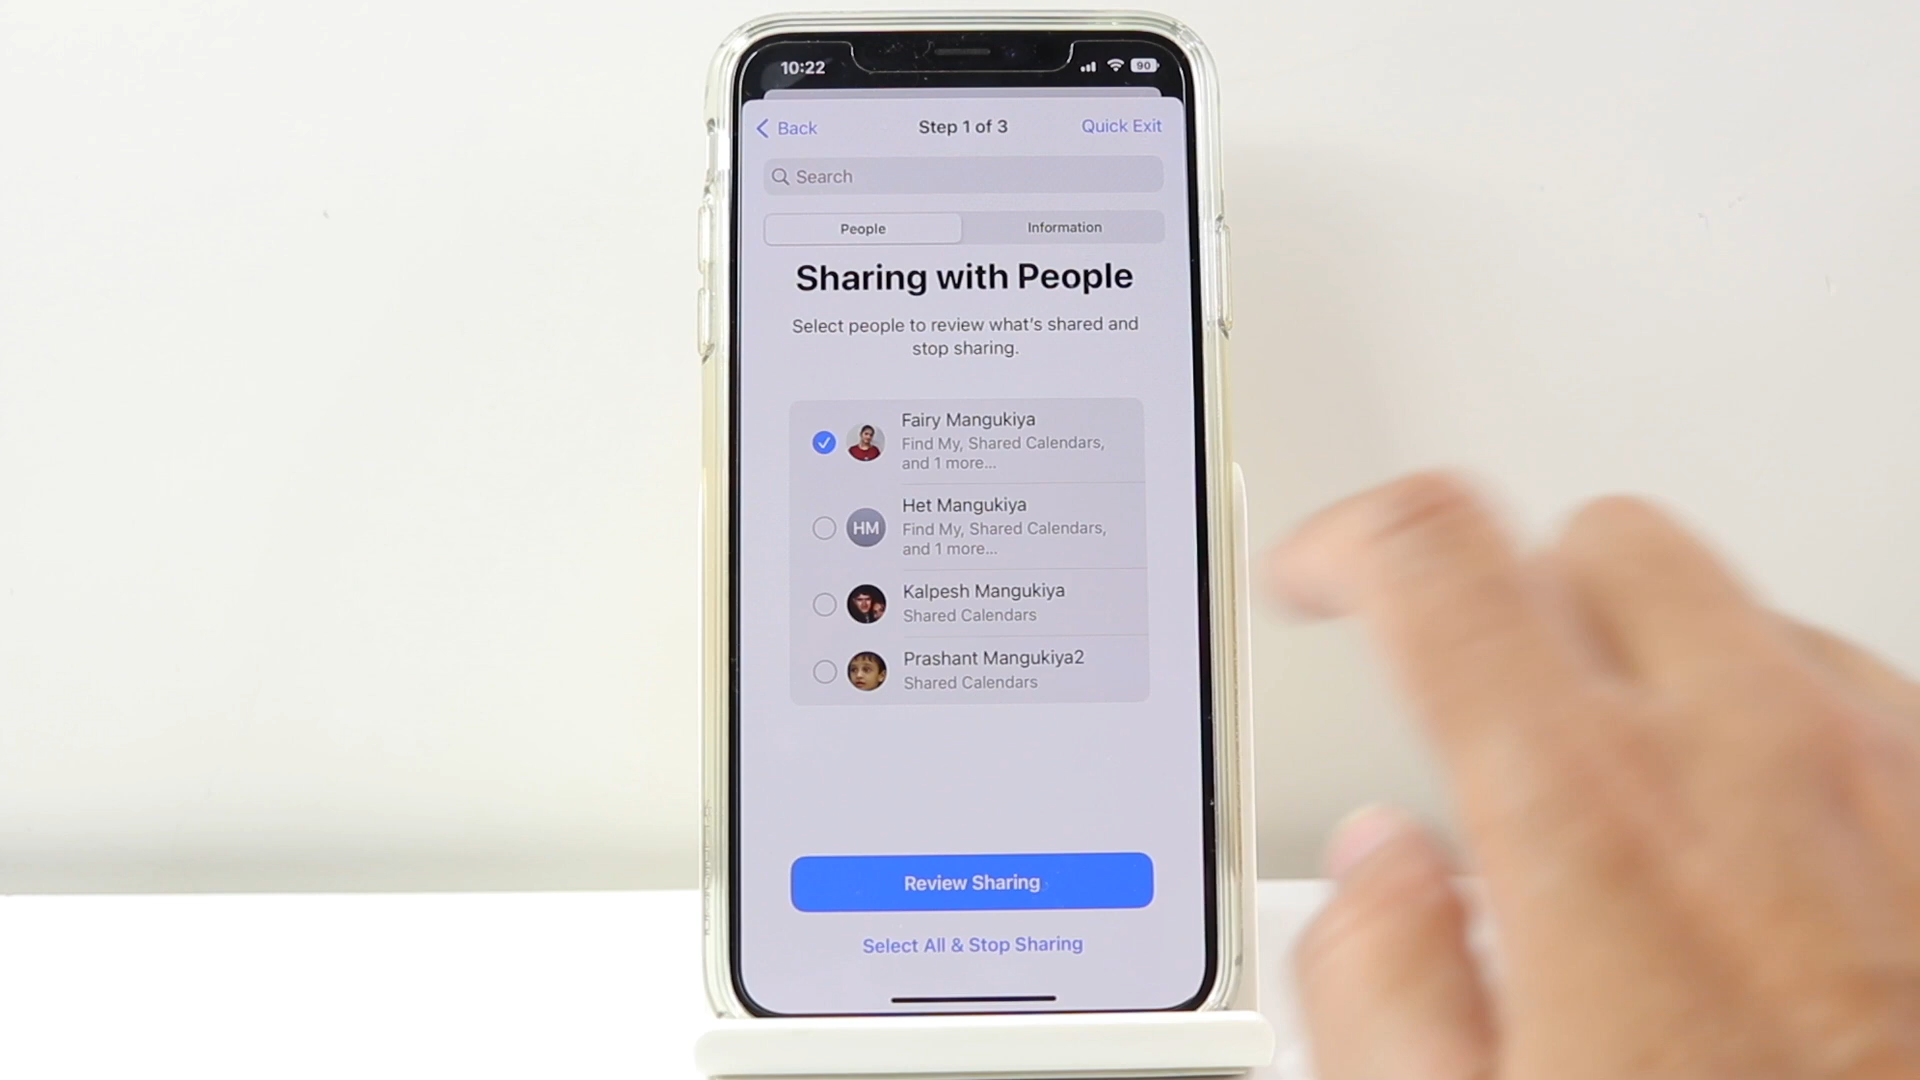 10:22
90
Back
Step 1 of 3
Quick Exit
Search
People
Information
Sharing with People
Select people to review what's shared and
stop sharing.
Fairy Mangukiya
Find My, Shared Calendars,
and 1 more...
HM
Het Mangukiya
Find My, Shared Calendars,
and 1 more...
Kalpesh Mangukiya
Shared Calendars
Prashant Mangukiya2
Shared Calendars
Review Sharing
Select All & Stop Sharing